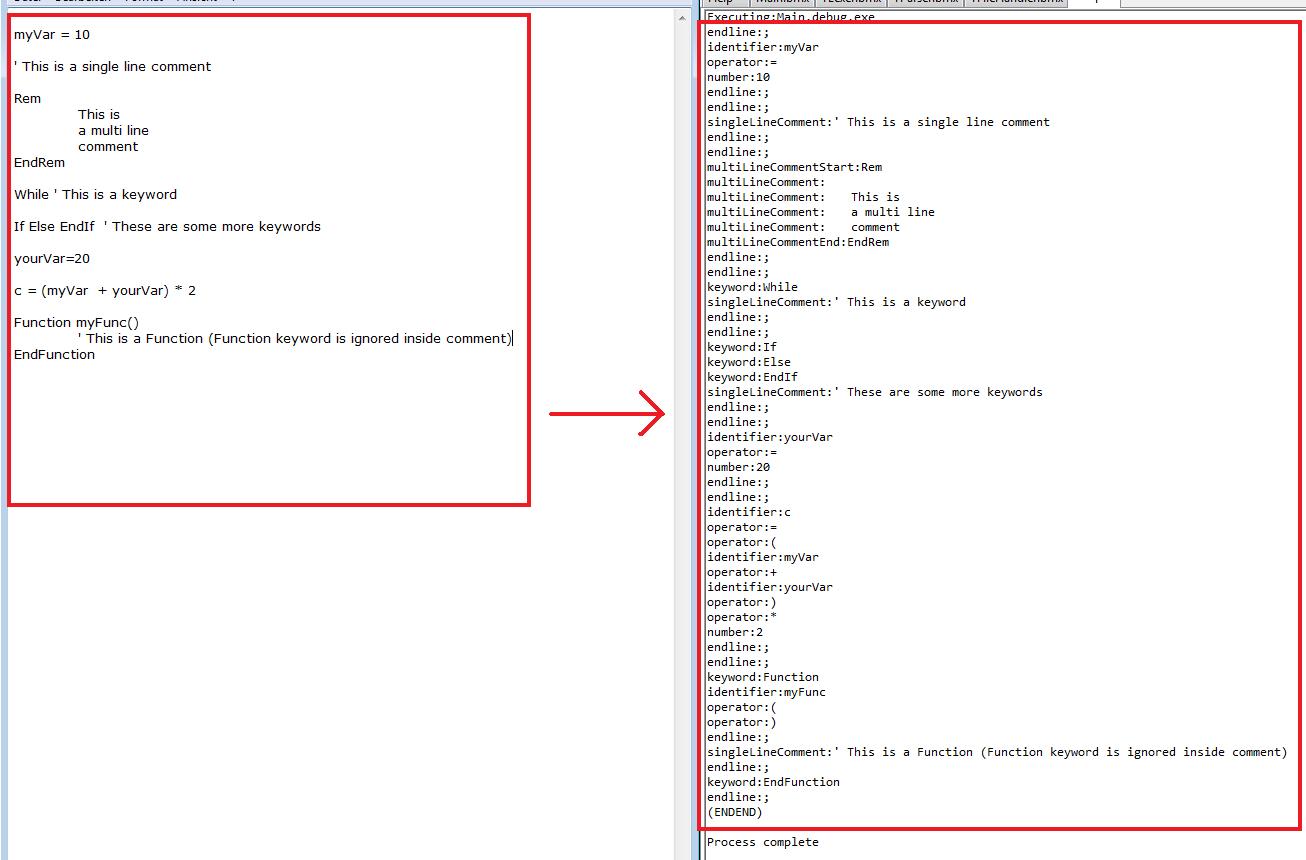 myVar = 10
' This is a single line comment
Rem
This is
a multi line
comment
EndRem
While ' This is a keyword
If Else EndIf  ' These are some more keywords
yourVar=20
c = (myVar  + yourVar) * 2
Function myFunc()
' This is a Function (Function keyword is ignored inside comment)
EndFunction
Executing:Main.debug.exe
endline:;
identifier:myVar
operator:=
number:10
endline:;
endline:;
singleLineComment:' This is a single line comment
endline:;
endline:;
multiLineCommentStart:Rem
multiLineComment:
multiLineComment:   This is
multiLineComment:   a multi line
multiLineComment:   comment
multiLineCommentEnd:EndRem
endline:;
endline:;
keyword:While
singleLineComment:' This is a keyword
endline:;
endline:;
keyword:If
keyword:Else
keyword:EndIf
singleLineComment:' These are some more keywords
endline:;
endline:;
identifier:yourVar
operator:=
number:20
endline:;
endline:;
identifier:c
operator:=
operator:(
identifier:myVar
operator:+
identifier:yourVar
operator:)
operator:*
number:2
endline:;
endline:;
keyword:Function
identifier:myFunc
operator:(
operator:)
endline:;
singleLineComment:' This is a Function (Function keyword is ignored inside comment)
endline:;
keyword:EndFunction
endline:;
(ENDEND)
Process complete